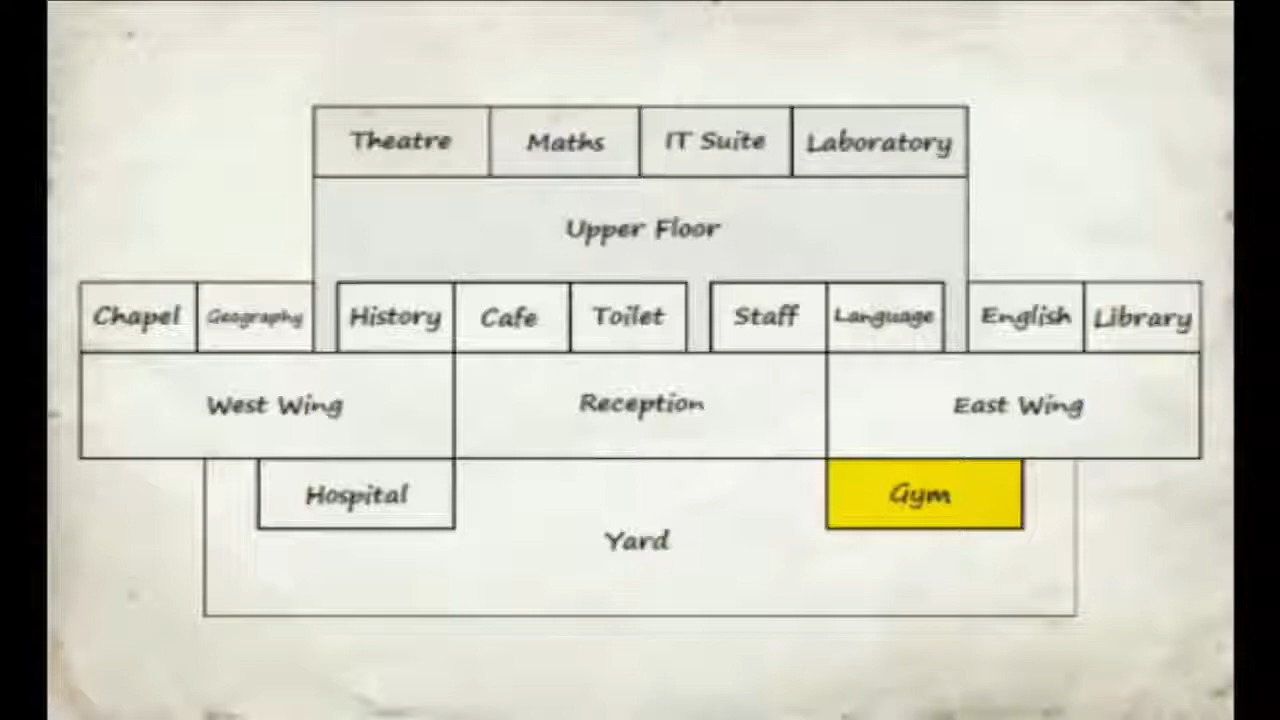 Theatre
Maths
IT Suite
Laboratory
Upper Floor
Chapel
Geography
History
Cafe
Toilet
Staff
Language
English
Library
West Wing
Reception
East Wing
Hospital
Gym
Yard